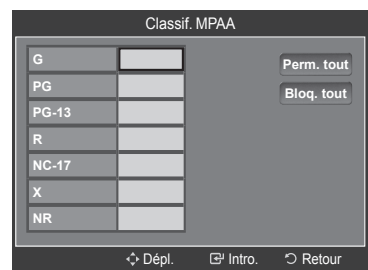 Classif. MPAA
G
PG
PG-13
R
NC-17
X
NR
Perm. tout
Bloq. tout
Dépl. Intro. Retour